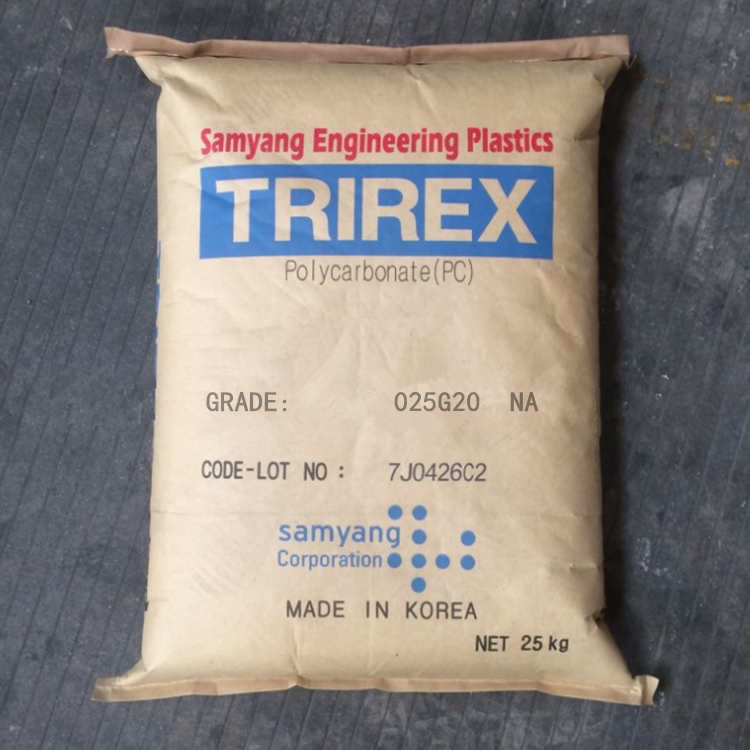 Samyang Engineering Plastics
TRIREX
Polycarbonate(PC)
GRADE: 025G20 NA
CODE-LOT NO : 7J0426C2
samyang
Corporation
MADE IN KOREA
NET 25 kg